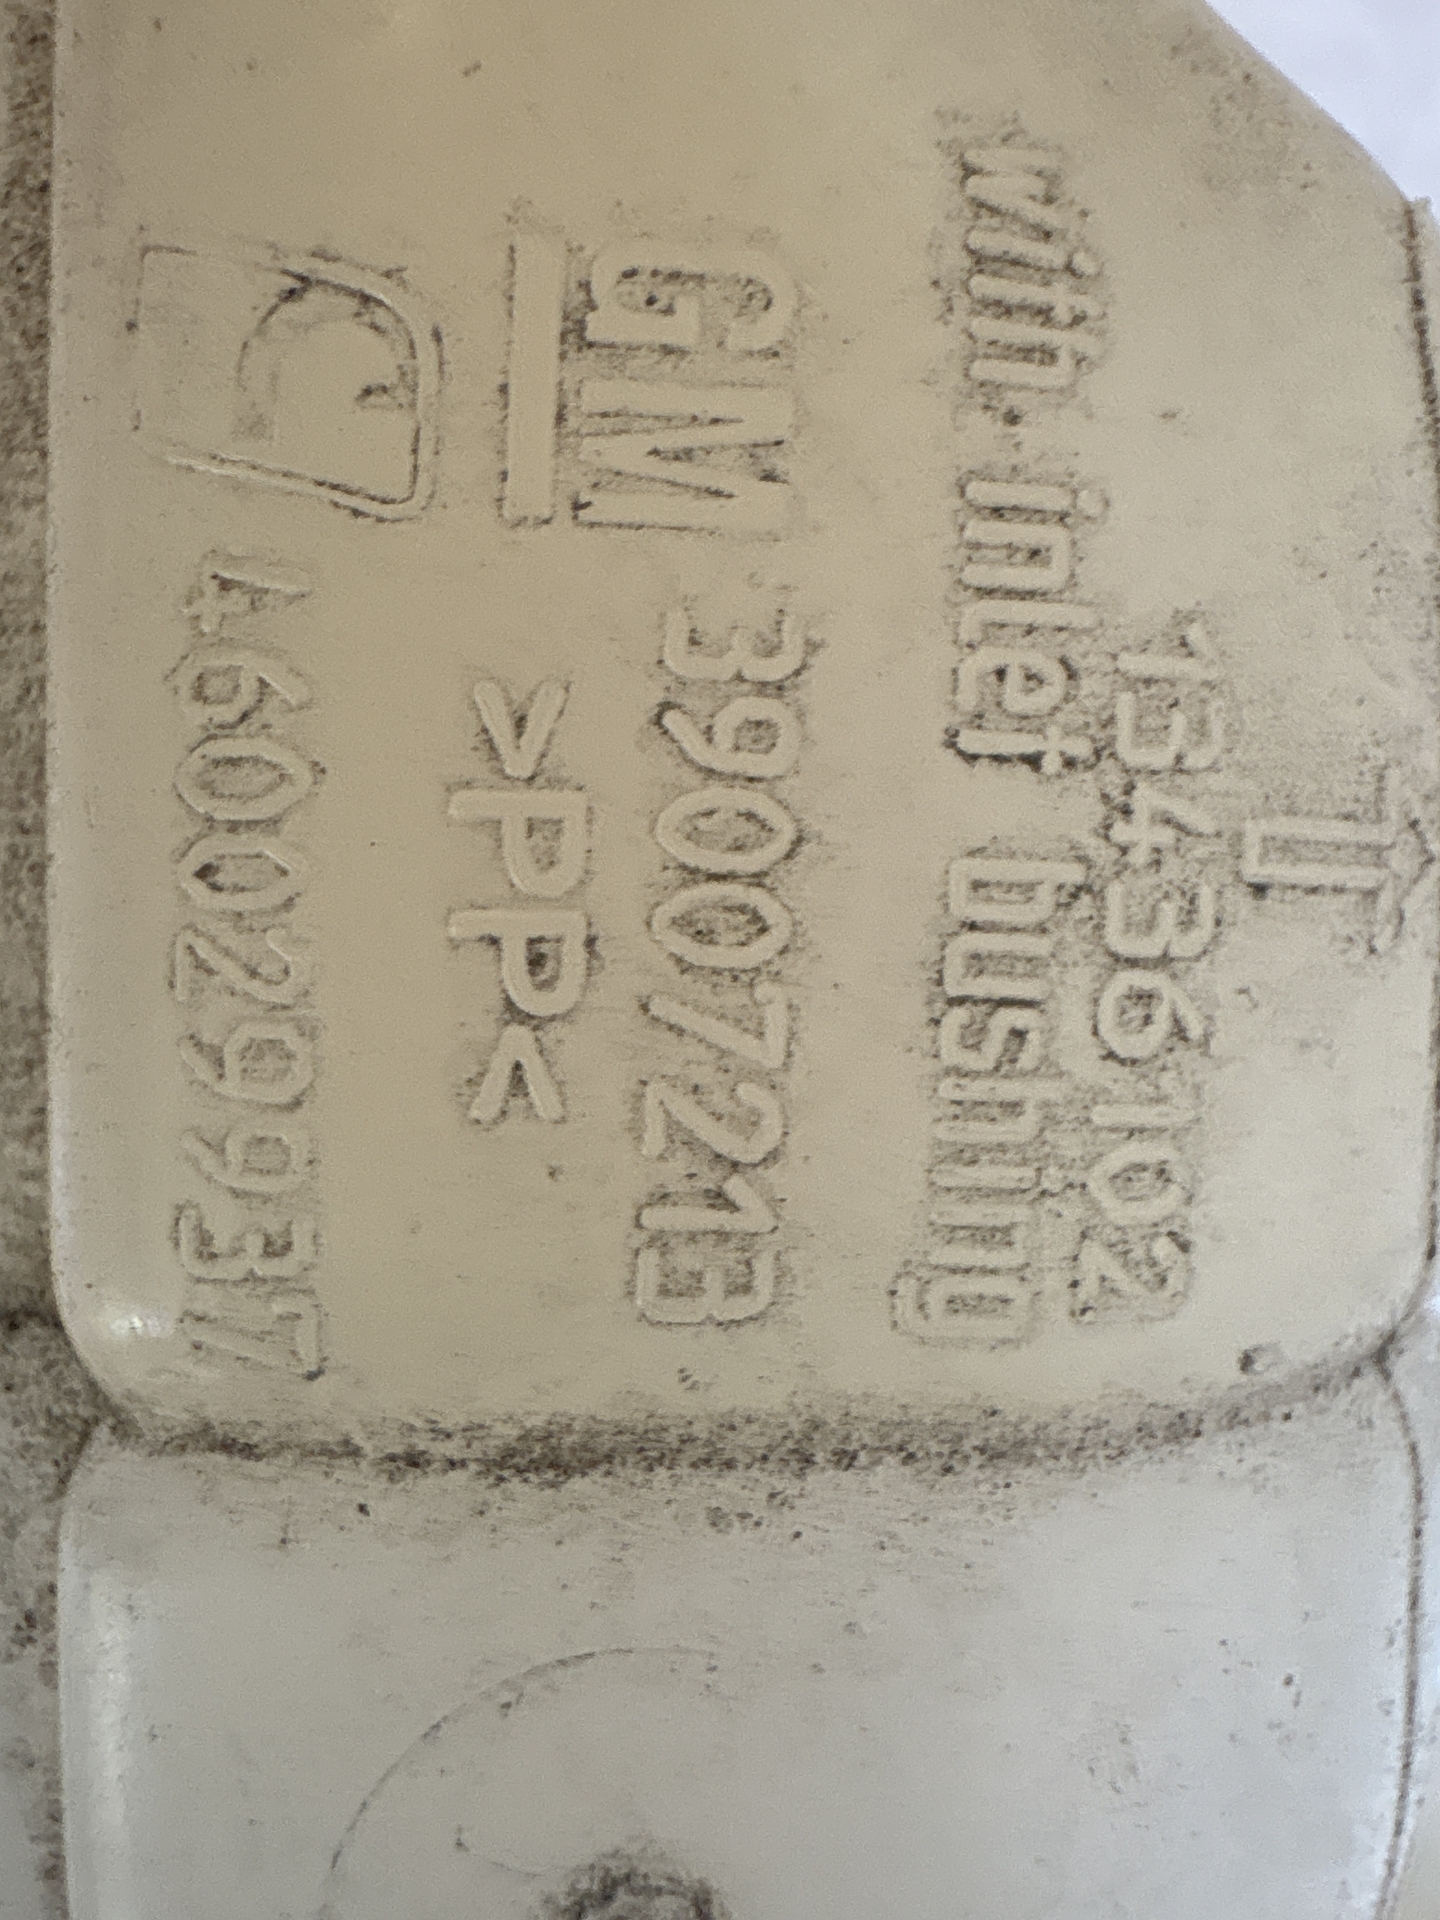 13436102
with inlet bushing
GM 39007213
>PP<
460029937